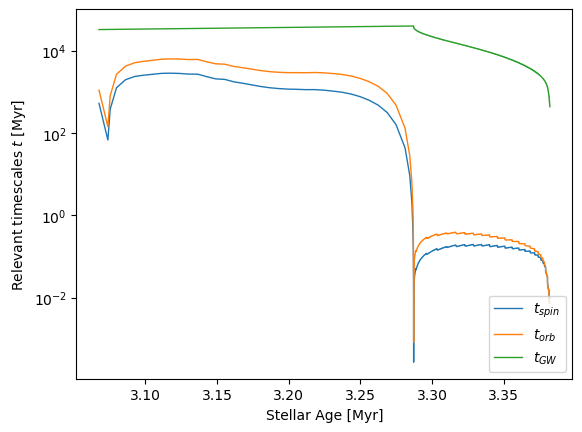 Relevant timescales t [Myr]
10^4
10^2
10^0
10^-2
3.10 3.15 3.20 3.25 3.30 3.35
Stellar Age [Myr]
t_spin
t_orb
t_GW